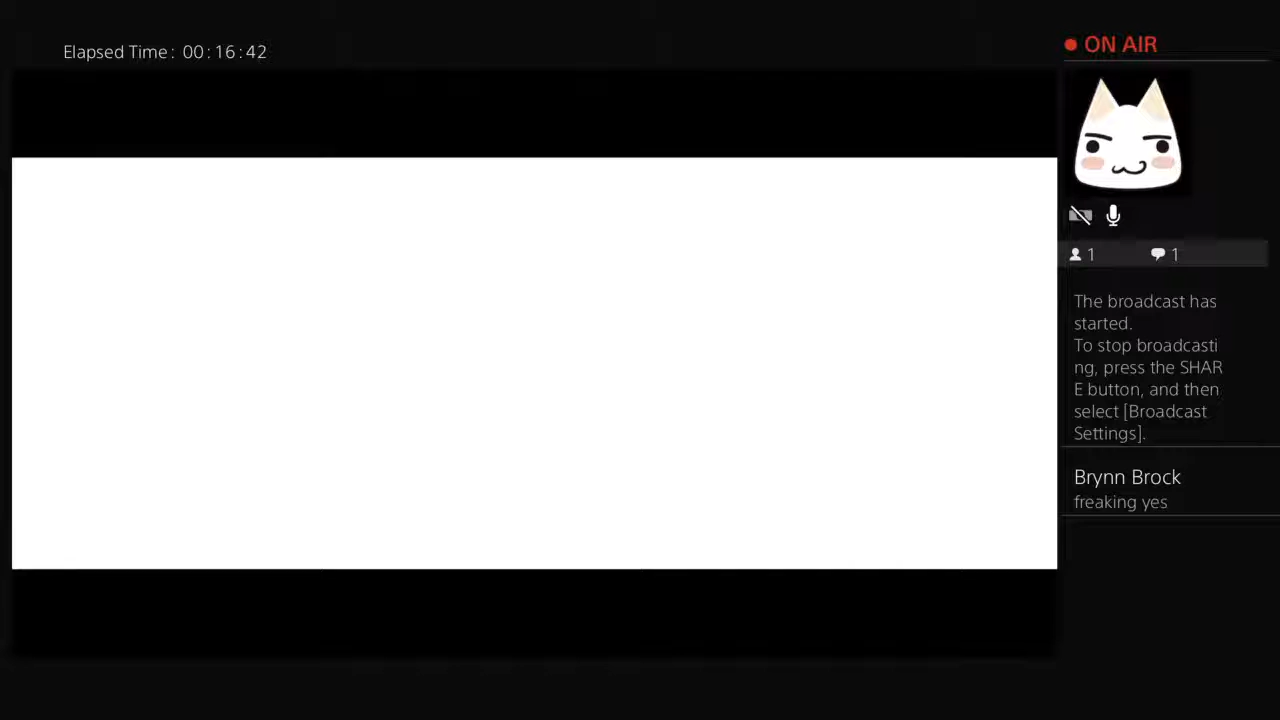 Elapsed Time: 00:16:42
ON AIR
1
1
The broadcast has
started.
To stop broadcasti
ng, press the SHAR
E button, and then
select [Broadcast
Settings].
Brynn Brock
freaking yes